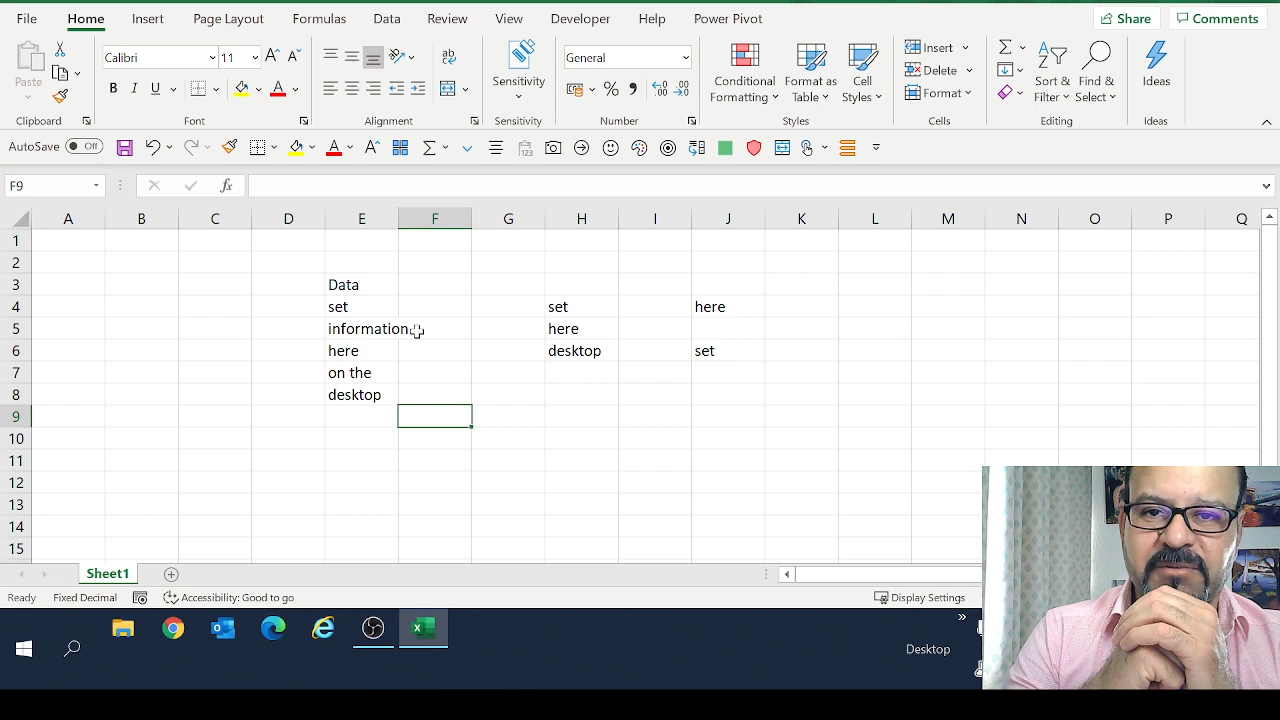 File Home Insert Page Layout Formulas Data Review View Developer Help Power Pivot Share Comments
Paste Calibri 11 General Sensitivity Conditional Formatting Format as Table Cell Styles Insert Delete Format Sort & Filter Find & Select Ideas
Clipboard Font Alignment Sensitivity Number Styles Cells Editing Ideas
AutoSave Off
F9 fx
A B C D E F G H I J K L M N O P Q
1
2
3 Data
4 set set here
5 information here
6 here desktop set
7 on the
8 desktop
9
10
11
12
13
14
15
Sheet1
Ready Fixed Decimal Accessibility: Good to go Display Settings
Desktop